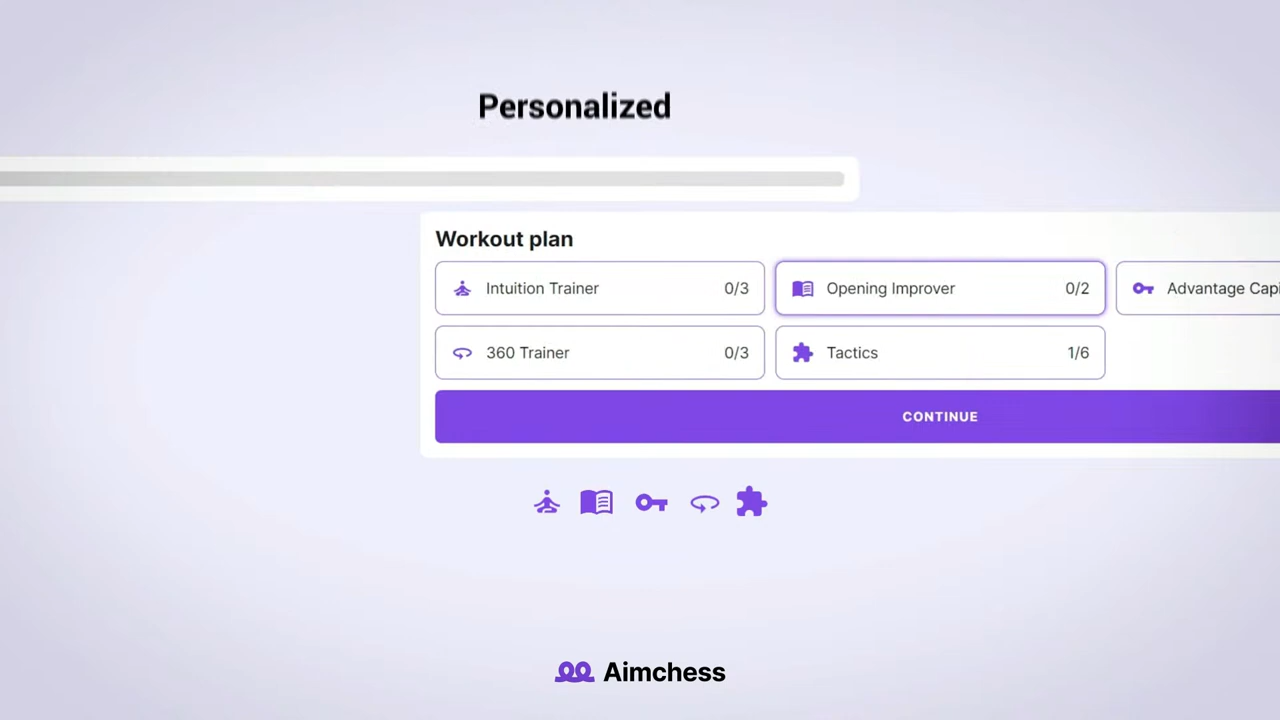 Personalized
Workout plan
Intuition Trainer 0/3
Opening Improver 0/2
Advantage
360 Trainer 0/3
Tactics 1/6
CONTINUE
Aimchess